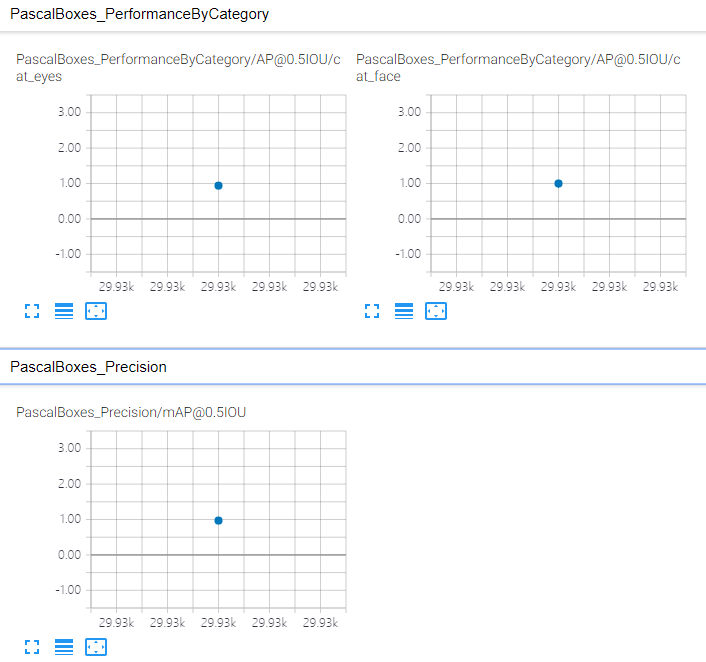 PascalBoxes_PerformanceByCategory
PascalBoxes_PerformanceByCategory/AP@0.5IOU/c
at_eyes
3.00
2.00
1.00
0.00
-1.00
29.93k 29.93k 29.93k 29.93k 29.93k
PascalBoxes_PerformanceByCategory/AP@0.5IOU/c
at_face
3.00
2.00
1.00
0.00
-1.00
29.93k 29.93k 29.93k 29.93k 29.93k
PascalBoxes_Precision
PascalBoxes_Precision/mAP@0.5IOU
3.00
2.00
1.00
0.00
-1.00
29.93k 29.93k 29.93k 29.93k 29.93k